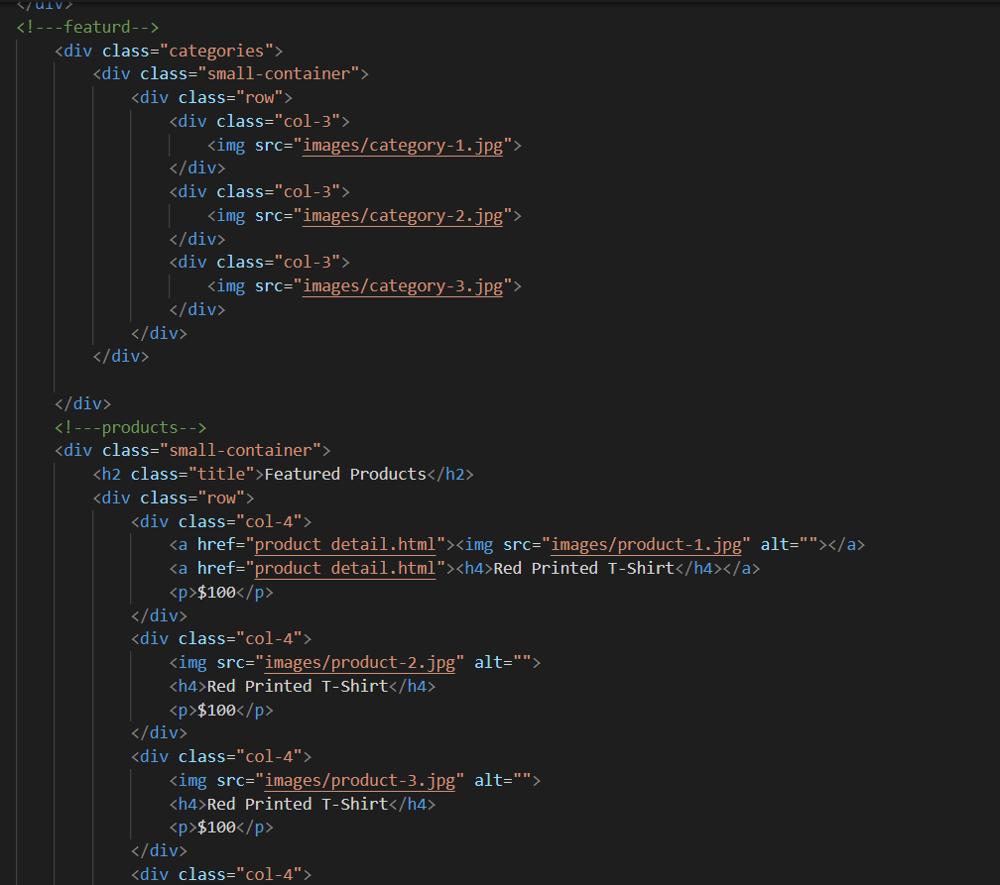 </div>
<!---featurd-->
<div class="categories">
<div class="small-container">
<div class="row">
<div class="col-3">
<img src="images/category-1.jpg">
</div>
<div class="col-3">
<img src="images/category-2.jpg">
</div>
<div class="col-3">
<img src="images/category-3.jpg">
</div>
</div>
</div>
</div>
<!---products-->
<div class="small-container">
<h2 class="title">Featured Products</h2>
<div class="row">
<div class="col-4">
<a href="product detail.html"><img src="images/product-1.jpg" alt=""></a>
<a href="product detail.html"><h4>Red Printed T-Shirt</h4></a>
<p>$100</p>
</div>
<div class="col-4">
<img src="images/product-2.jpg" alt="">
<h4>Red Printed T-Shirt</h4>
<p>$100</p>
</div>
<div class="col-4">
<img src="images/product-3.jpg" alt="">
<h4>Red Printed T-Shirt</h4>
<p>$100</p>
</div>
<div class="col-4">